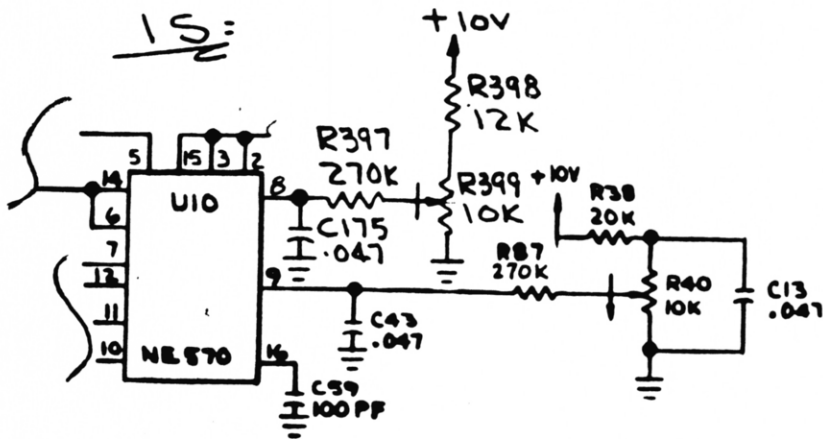 IS:
+10V
R398
12K
R397
270K
5
15
3
2
14
8
R399
10K
+10V
R38
20K
U10
6
C175
.047
7
R87
270K
12
9
R40
10K
C13
.047
11
C43
.047
10
NE570
16
C59
100PF